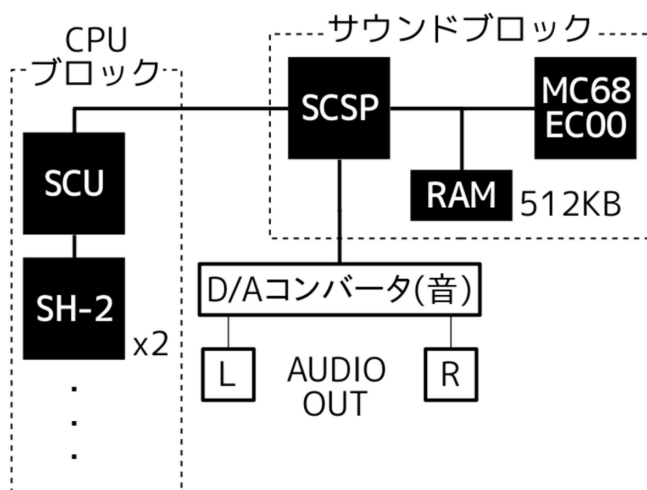 CPU
ブロック
サウンドブロック
SCSP
MC68
EC00
SCU
RAM
512KB
SH-2
x2
D/Aコンバータ(音)
L
AUDIO
OUT
R